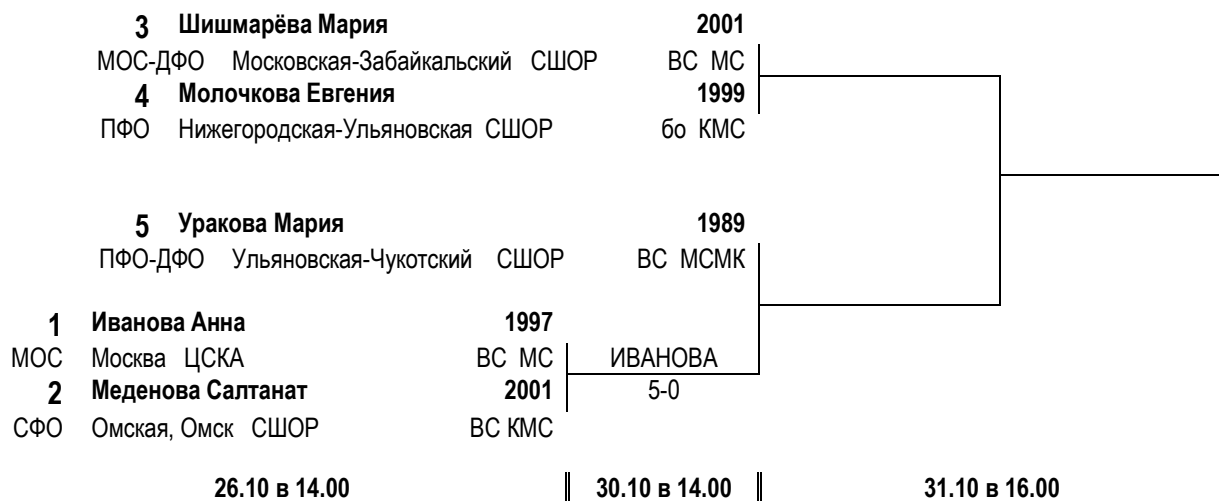 3 Шишмарёва Мария 2001
МОС-ДФО Московская-Забайкальский СШОР ВС МС
4 Молочкова Евгения 1999
ПФО Нижегородская-Ульяновская СШОР бо КМС
5 Уракова Мария 1989
ПФО-ДФО Ульяновская-Чукотский СШОР ВС МСМК
1 Иванова Анна 1997
МОС Москва ЦСКА ВС МС ИВАНОВА
2 Меденова Салтанат 2001 5-0
СФО Омская, Омск СШОР ВС КМС
26.10 в 14.00 30.10 в 14.00 31.10 в 16.00